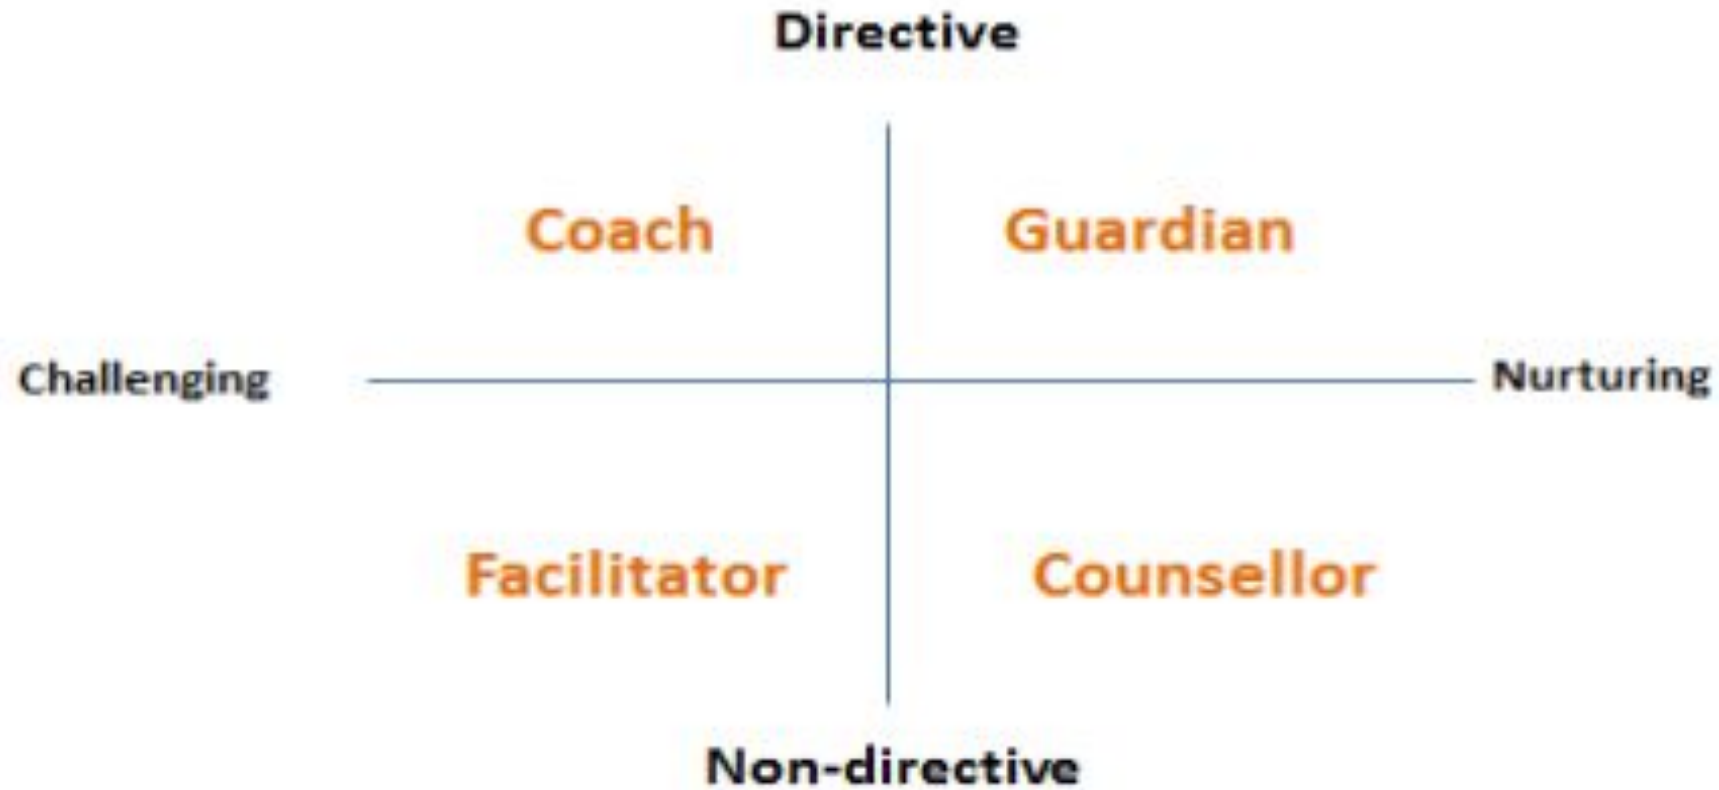 Directive
Coach Guardian
Challenging Nurturing
Facilitator Counsellor
Non-directive